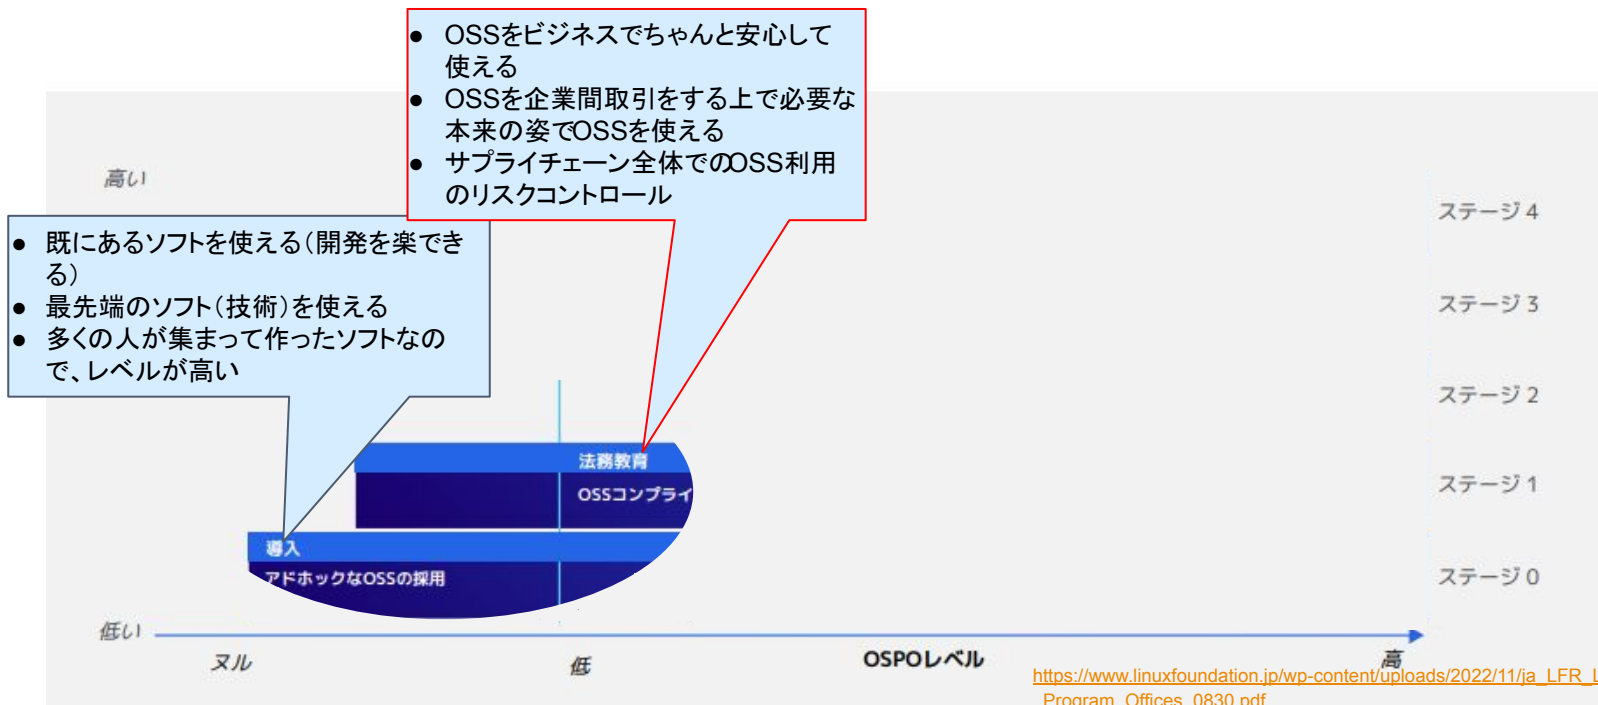 ● OSSをビジネスでちゃんと安心して
使える
● OSSを企業間取引をする上で必要な
本来の姿でOSSを使える
● サプライチェーン全体でのOSS利用
のリスクコントロール
高い
● 既にあるソフトを使える(開発を楽でき
る)
● 最先端のソフト(技術)を使える
● 多くの人が集まって作ったソフトなの
で、レベルが高い
ステージ 4
ステージ 3
ステージ 2
法務教育
OSSコンプライ
ステージ 1
導入
アドホックなOSSの採用
ステージ 0
低い
ヌル
低
OSPOレベル
高
https://www.linuxfoundation.jp/wp-content/uploads/2022/11/ja_LFR_L
_Program_Offices_0830.pdf